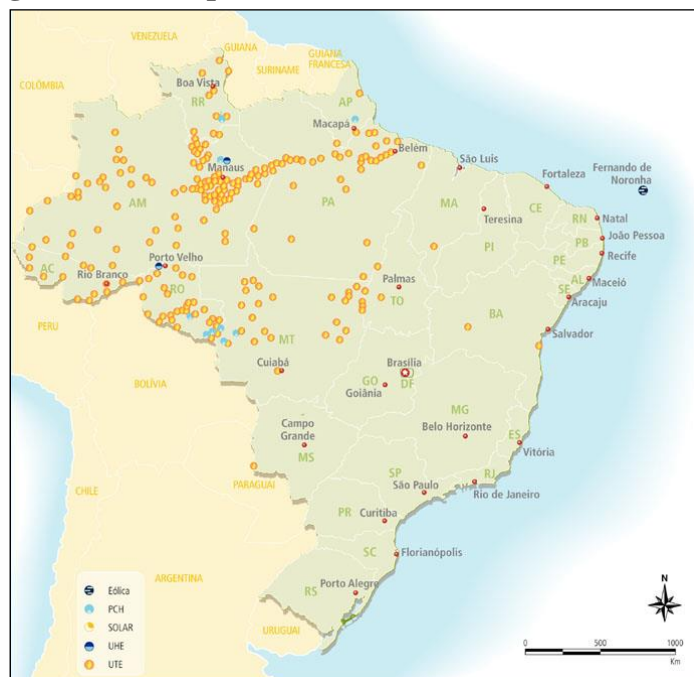 VENEZUELA
GUIANA
GUIANA
FRANCESA
SURINAME
COLÔMBIA
Boa Vista
RR
AP
Macapá
Belém
São Luis
Manaus
Fortaleza
Fernando de
Noronha
AM
PA
MA
CE
Teresina
RN
Natal
PB
João Pessoa
PI
PE
Recife
AC
Porto Velho
Rio Branco
RO
Palmas
TO
AL
Maceió
SE
Aracaju
BA
PERU
MT
Salvador
Cuiabá
Brasília
BOLÍVIA
GO
DF
Goiânia
MG
Campo
Grande
Belo Horizonte
ES
MS
Vitória
SP
RJ
CHILE
PARAGUAI
São Paulo
Rio de Janeiro
PR
Curitiba
SC
Florianópolis
ARGENTINA
RS
Porto Alegre
N
Eólica
PCH
SOLAR
UHE
UTE
URUGUAI
0 500 1000
Km